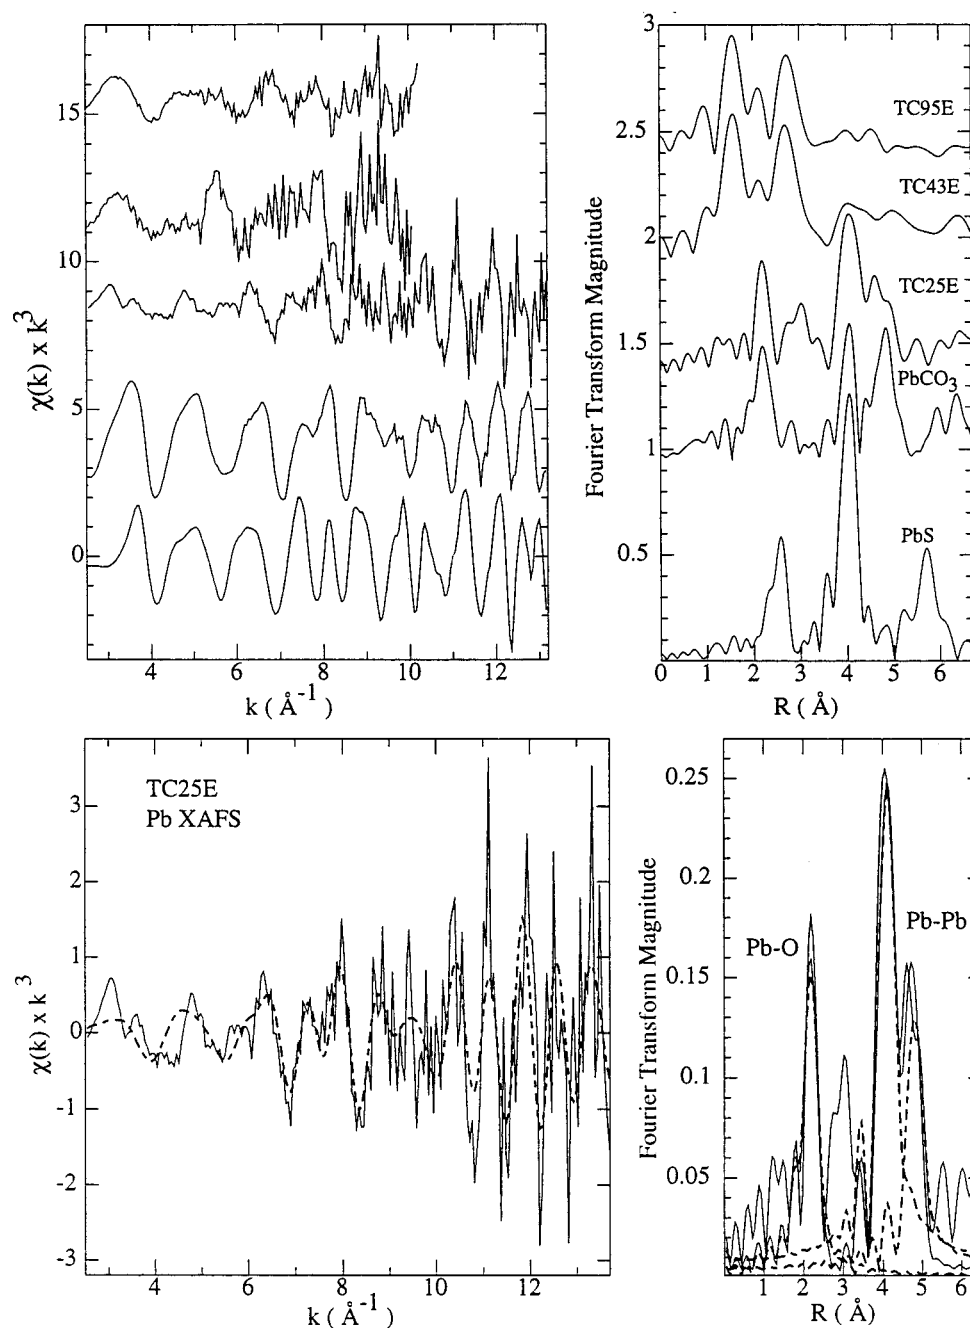 χ(k) x k³
15
10
5
0
4
6
8
10
12
k ( Å⁻¹ )
Fourier Transform Magnitude
3
2.5
2
1.5
1
0.5
TC95E
TC43E
TC25E
PbCO₃
PbS
0
1
2
3
4
5
6
R ( Å )
χ(k) x k³
3
2
1
0
-1
-2
-3
TC25E
Pb XAFS
4
6
8
10
12
k ( Å⁻¹ )
Fourier Transform Magnitude
0.25
0.2
0.15
0.1
0.05
Pb-O
Pb-Pb
0
1
2
3
4
5
6
R ( Å )